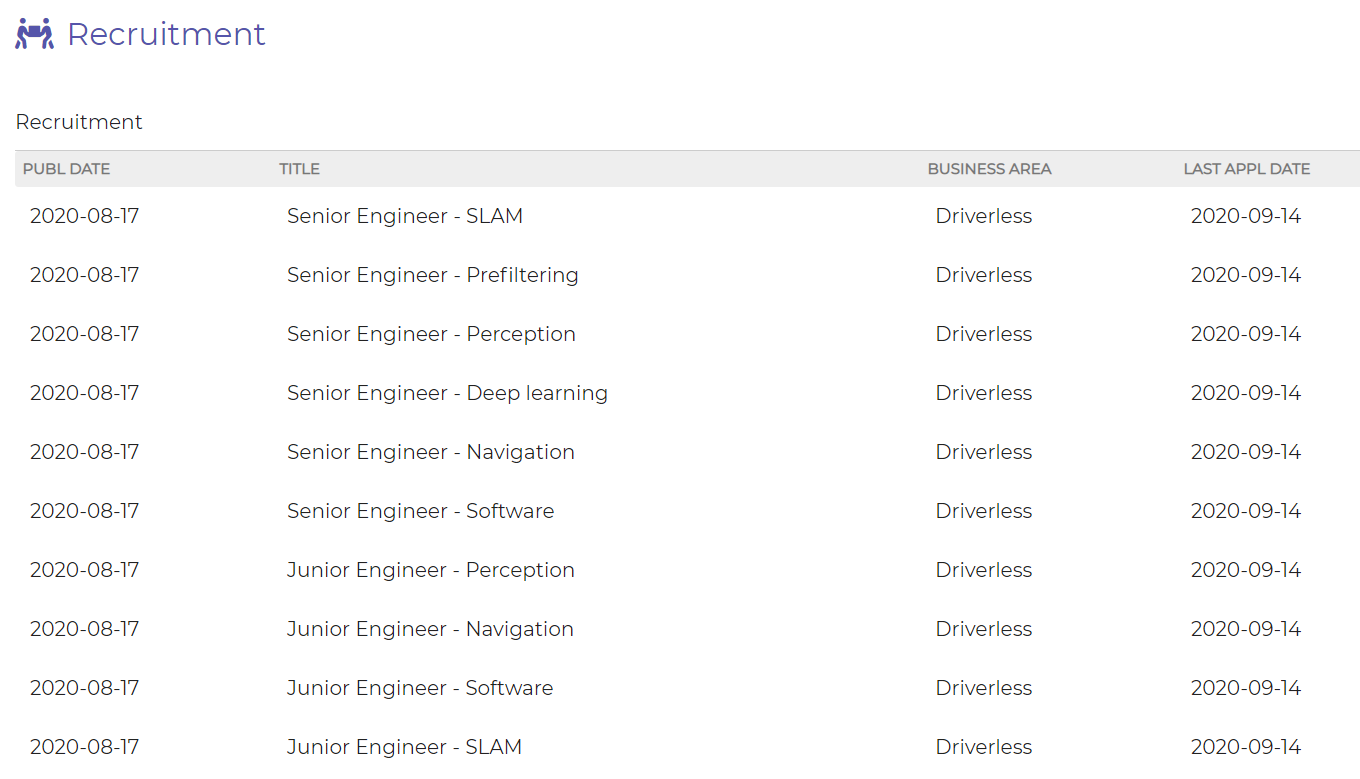 Recruitment
Recruitment
PUBL DATE TITLE BUSINESS AREA LAST APPL DATE
2020-08-17 Senior Engineer - SLAM Driverless 2020-09-14
2020-08-17 Senior Engineer - Prefiltering Driverless 2020-09-14
2020-08-17 Senior Engineer - Perception Driverless 2020-09-14
2020-08-17 Senior Engineer - Deep learning Driverless 2020-09-14
2020-08-17 Senior Engineer - Navigation Driverless 2020-09-14
2020-08-17 Senior Engineer - Software Driverless 2020-09-14
2020-08-17 Junior Engineer - Perception Driverless 2020-09-14
2020-08-17 Junior Engineer - Navigation Driverless 2020-09-14
2020-08-17 Junior Engineer - Software Driverless 2020-09-14
2020-08-17 Junior Engineer - SLAM Driverless 2020-09-14